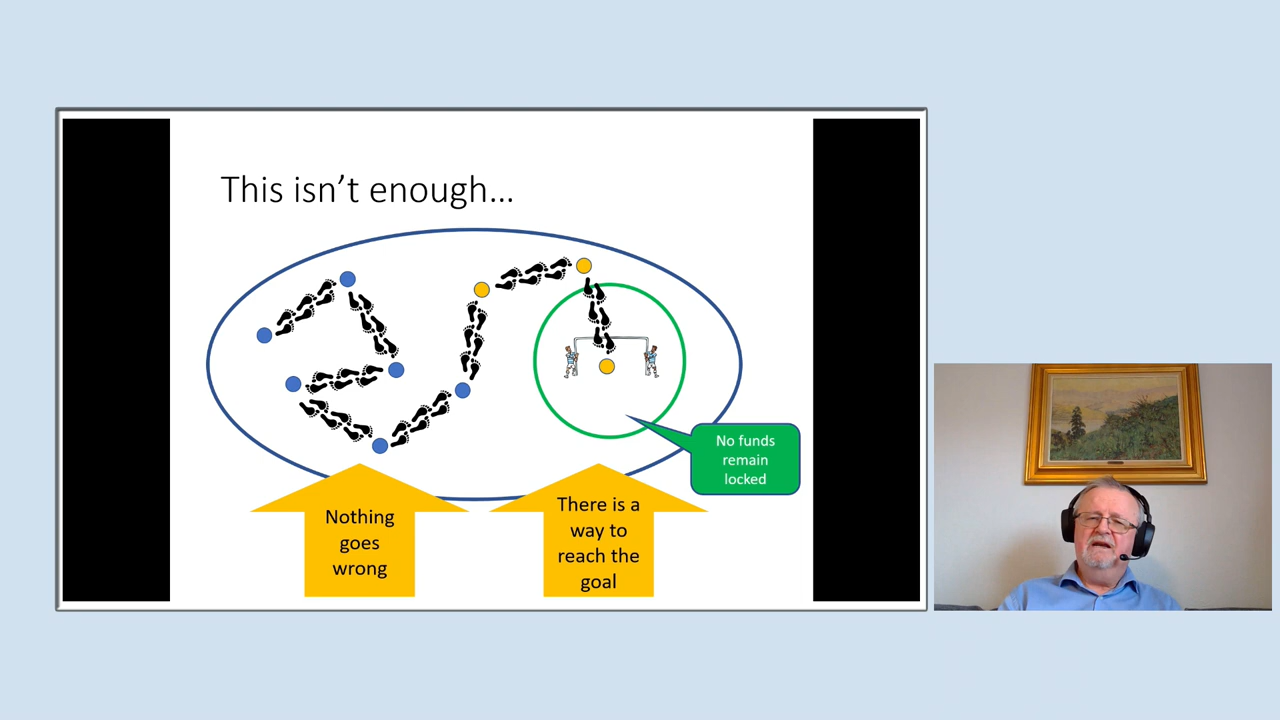 This isn't enough…
No funds
remain
locked
Nothing
goes
wrong
There is a
way to
reach the
goal